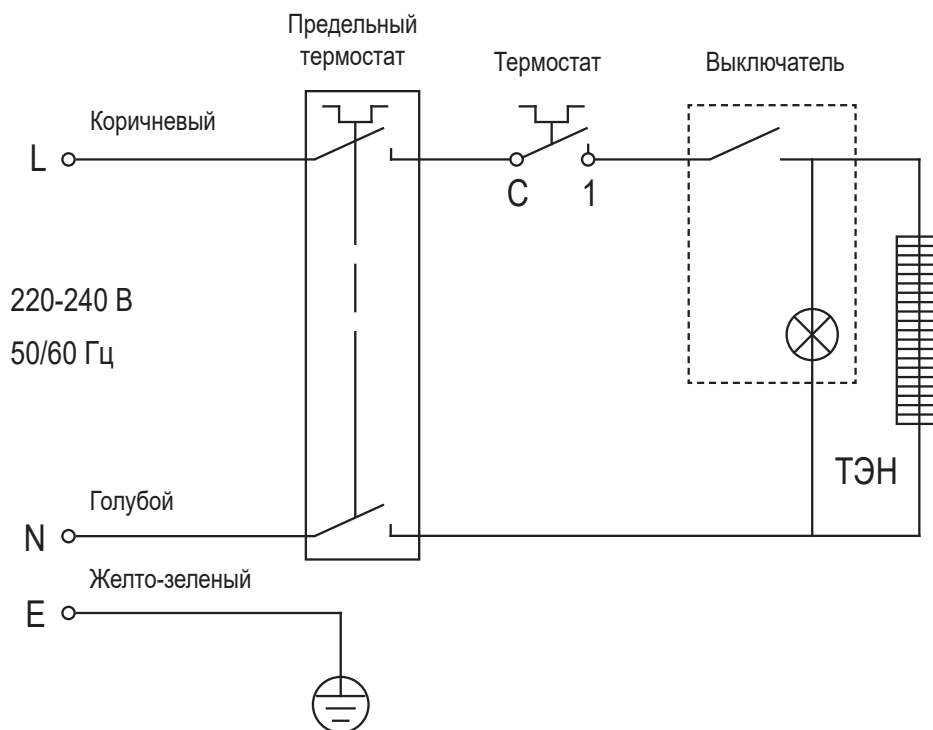 Предельный
термостат
Термостат
Выключатель
Коричневый
L
C
1
220-240 В
50/60 Гц
ТЭН
Голубой
N
Желто-зеленый
E